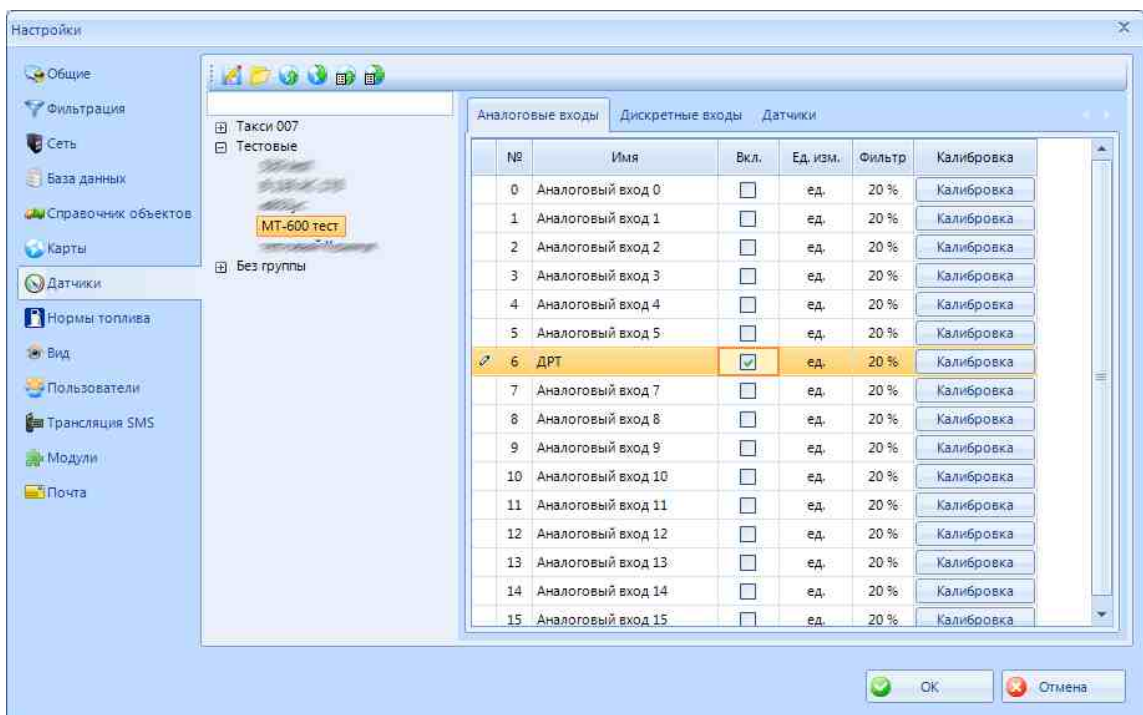 Настройки
Общие
Фильтрация
Сеть
База данных
Справочник объектов
Карты
Датчики
Нормы топлива
Вид
Пользователи
Трансляция SMS
Модули
Почта
Такси 007
Тестовые
МТ-600 тест
Без группы
Аналоговые входы Дискретные входы Датчики
№ Имя Вкл. Ед. изм. Фильтр Калибровка
0 Аналоговый вход 0 ед. 20 % Калибровка
1 Аналоговый вход 1 ед. 20 % Калибровка
2 Аналоговый вход 2 ед. 20 % Калибровка
3 Аналоговый вход 3 ед. 20 % Калибровка
4 Аналоговый вход 4 ед. 20 % Калибровка
5 Аналоговый вход 5 ед. 20 % Калибровка
6 ДРТ ед. 20 % Калибровка
7 Аналоговый вход 7 ед. 20 % Калибровка
8 Аналоговый вход 8 ед. 20 % Калибровка
9 Аналоговый вход 9 ед. 20 % Калибровка
10 Аналоговый вход 10 ед. 20 % Калибровка
11 Аналоговый вход 11 ед. 20 % Калибровка
12 Аналоговый вход 12 ед. 20 % Калибровка
13 Аналоговый вход 13 ед. 20 % Калибровка
14 Аналоговый вход 14 ед. 20 % Калибровка
15 Аналоговый вход 15 ед. 20 % Калибровка
ОК Отмена